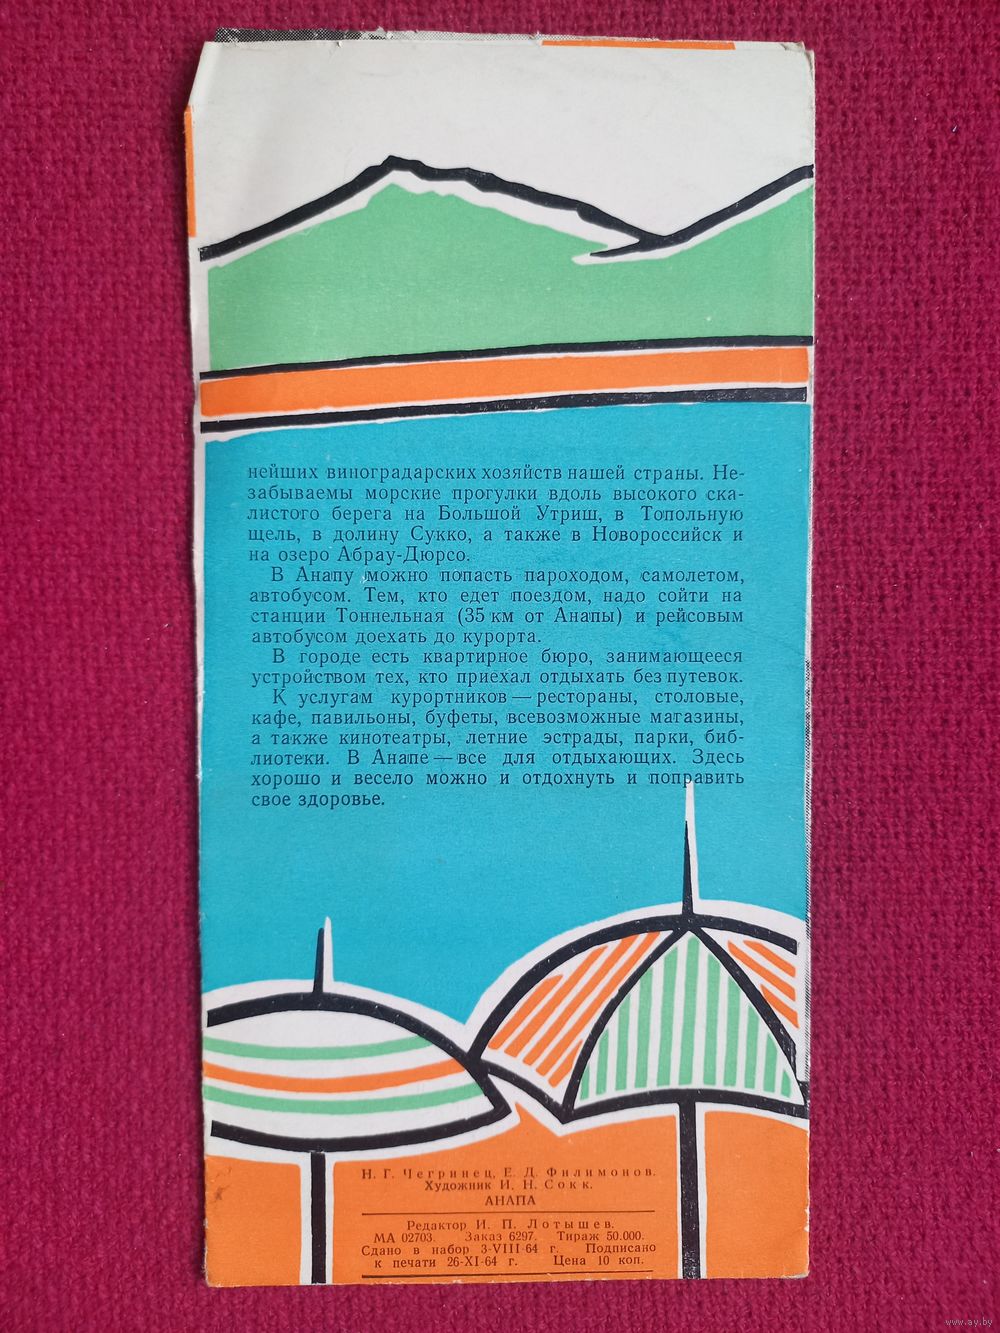 нейших виноградарских хозяйств нашей страны. Не-
забываемы морские прогулки вдоль высокого ска-
листого берега на Большой Утриш, в Топольную
щель, в долину Сукко, а также в Новороссийск и
на озеро Абрау-Дюрсо.
В Анапу можно попасть пароходом, самолетом,
автобусом. Тем, кто едет поездом, надо сойти на
станции Тоннельная (35 км от Анапы) и рейсовым
автобусом доехать до курорта.
В городе есть квартирное бюро, занимающееся
устройством тех, кто приехал отдыхать без путевок.
К услугам курортников — рестораны, столовые,
кафе, павильоны, буфеты, всевозможные магазины,
а также кинотеатры, летние эстрады, парки, биб-
лиотеки. В Анапе — все для отдыхающих. Здесь
хорошо и весело можно и отдохнуть и поправить
свое здоровье.
Н. Г. Чегринец, Е. Д. Филимонов.
Художник И. Н. Сокк.
АНАПА
Редактор И. П. Лотышев.
МА 02703. Заказ 6297. Тираж 50.000.
Сдано в набор 3-VIII-64 г. Подписано
к печати 26-XI-64 г. Цена 10 коп.
www.ay.by